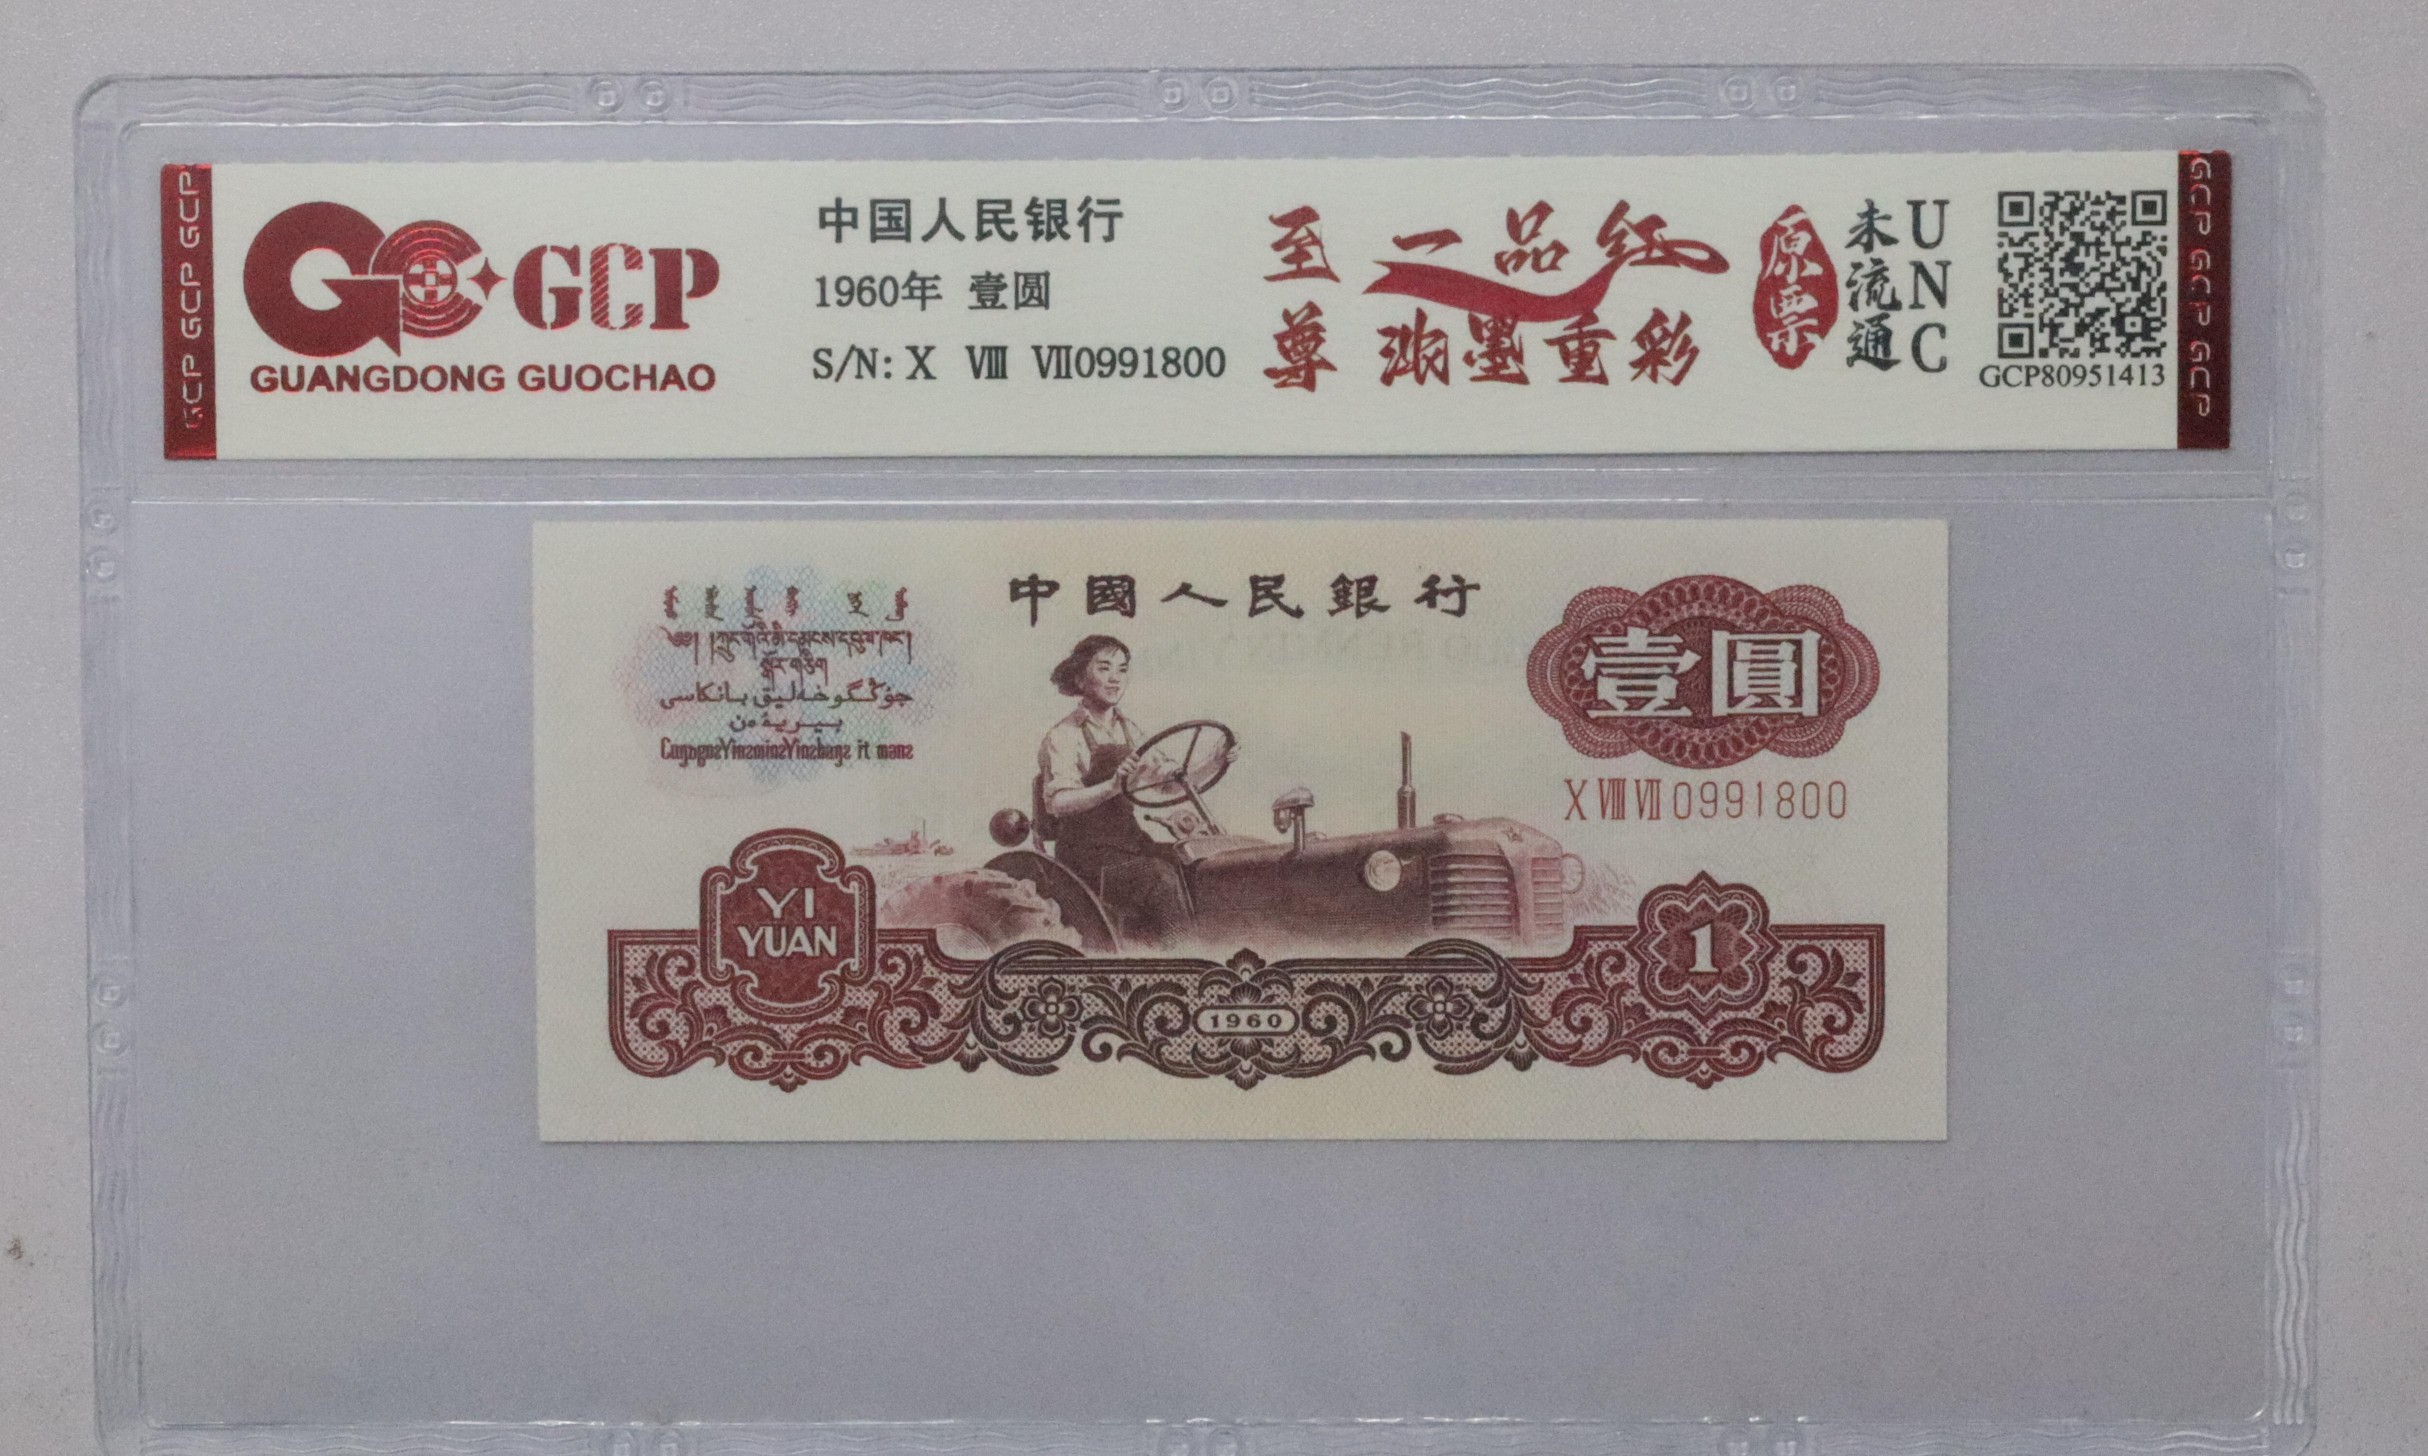 GCP GCP GCP
GCP
GUANGDONG GUOCHAO
中国人民银行
1960年 壹圆
S/N: X Ⅷ Ⅶ0991800
至尊
一品红
浓墨重彩
原票
未流通
UNC
GCP80951413
GCP GCP GCP GCP
中國人民銀行
壹圓
XⅧⅦ0991800
YI
YUAN
1960
1